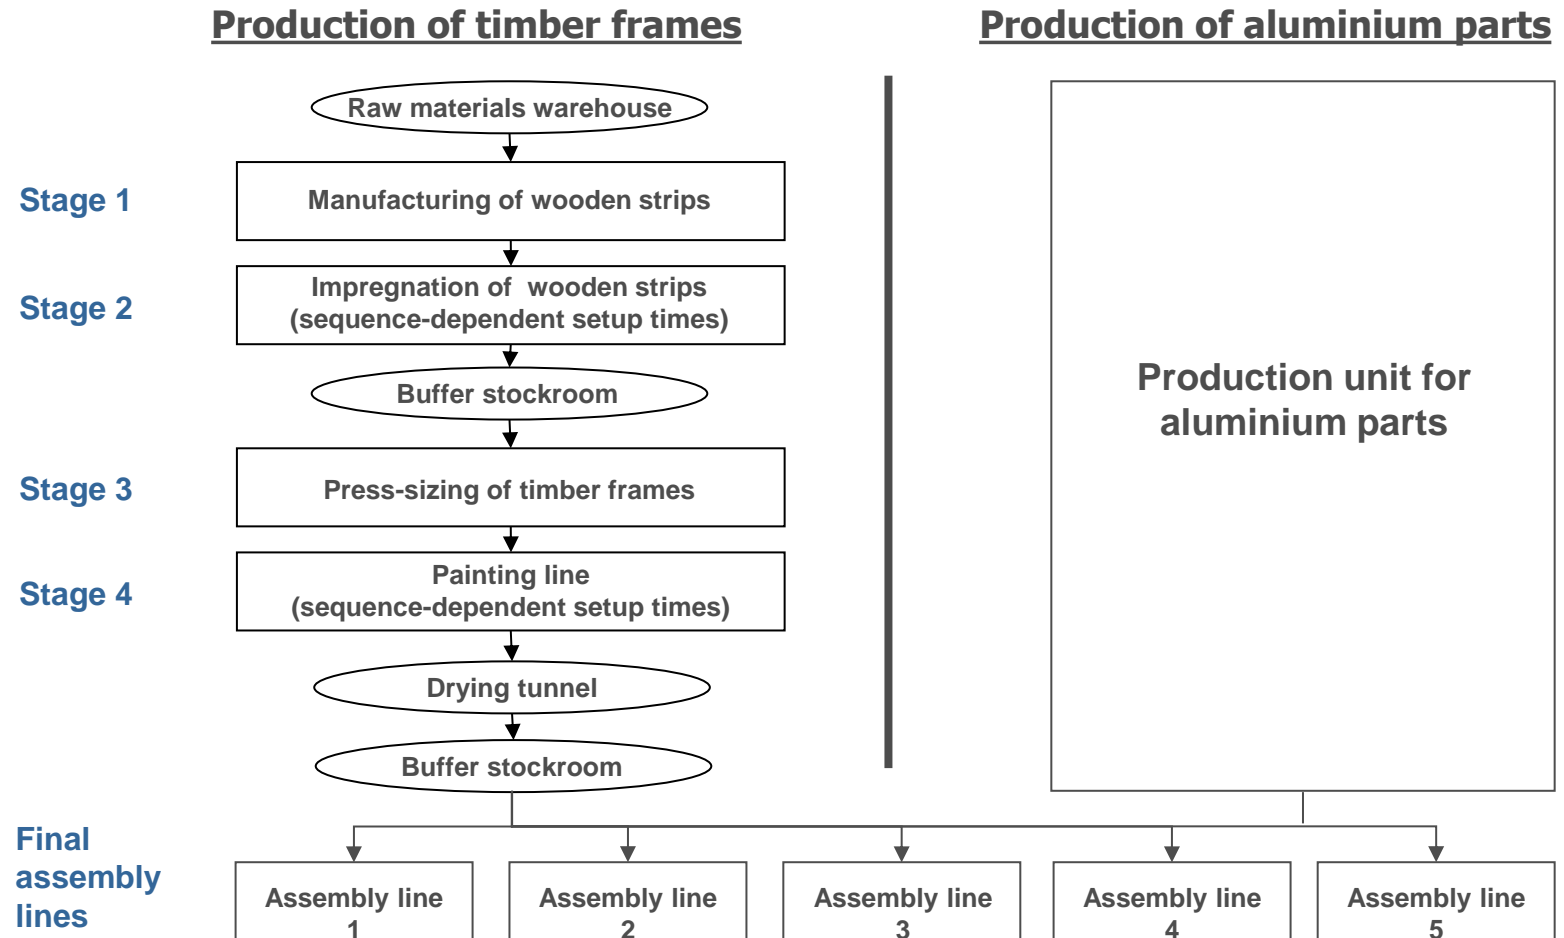 Production of timber frames
Production of aluminium parts
Raw materials warehouse
Stage 1
Manufacturing of wooden strips
Stage 2
Impregnation of wooden strips
(sequence-dependent setup times)
Buffer stockroom
Stage 3
Press-sizing of timber frames
Stage 4
Painting line
(sequence-dependent setup times)
Drying tunnel
Buffer stockroom
Production unit for
aluminium parts
Final
assembly
lines
Assembly line
1
Assembly line
2
Assembly line
3
Assembly line
4
Assembly line
5